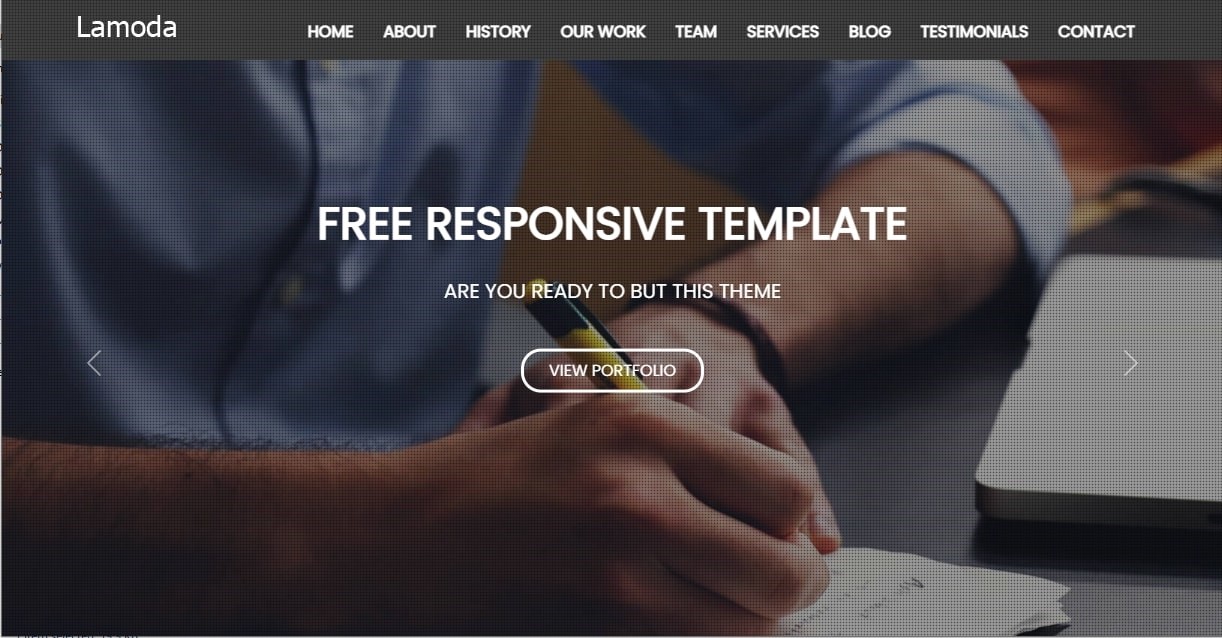 Lamoda
HOME ABOUT HISTORY OUR WORK TEAM SERVICES BLOG TESTIMONIALS CONTACT
FREE RESPONSIVE TEMPLATE
ARE YOU READY TO BUT THIS THEME
VIEW PORTFOLIO